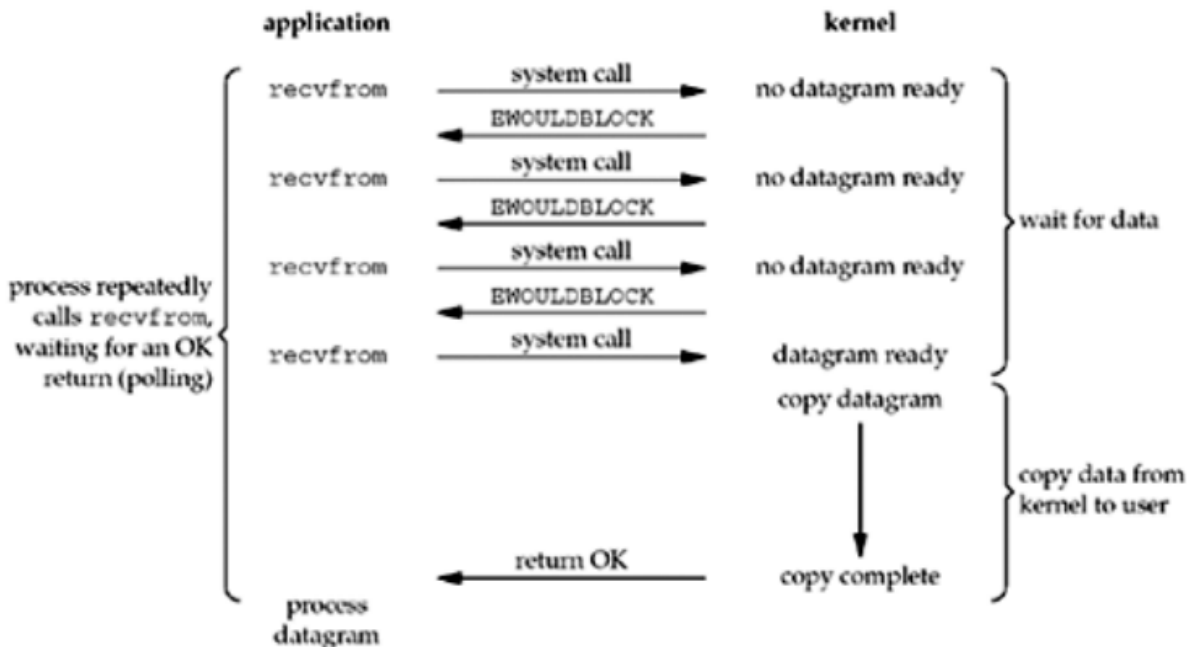 application
kernel
recvfrom
system call
no datagram ready
EWOULDBLOCK
recvfrom
system call
no datagram ready
EWOULDBLOCK
recvfrom
system call
no datagram ready
EWOULDBLOCK
recvfrom
system call
datagram ready
wait for data
process repeatedly
calls recvfrom,
waiting for an OK
return (polling)
copy datagram
copy data from
kernel to user
return OK
copy complete
process
datagram